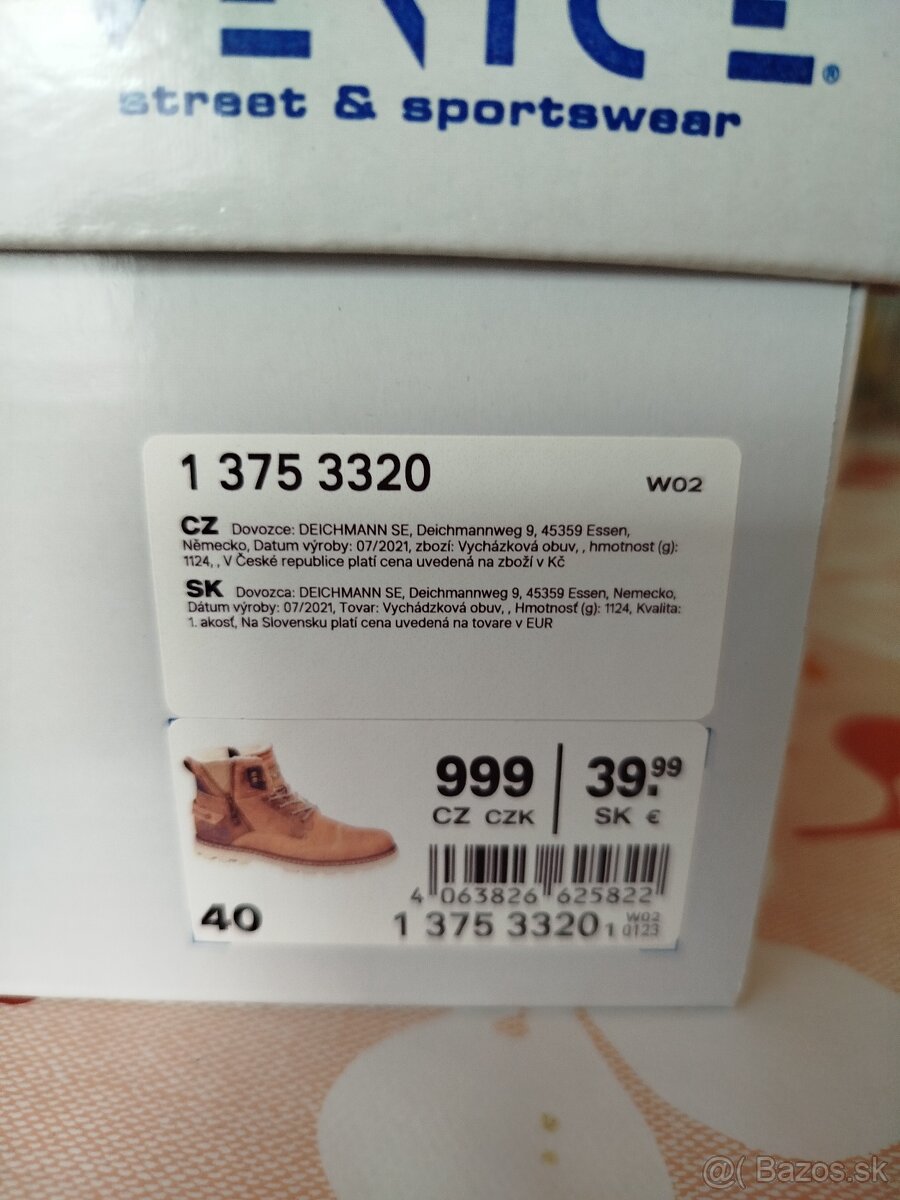 street & sportswear
®
1 375 3320
W02
CZ Dovozce: DEICHMANN SE, Deichmannweg 9, 45359 Essen,
Německo, Datum výroby: 07/2021, zboží: Vycházková obuv, , hmotnost (g):
1124, , V České republice platí cena uvedená na zboží v Kč
SK Dovozca: DEICHMANN SE, Deichmannweg 9, 45359 Essen, Nemecko,
Dátum výroby: 07/2021, Tovar: Vychádzková obuv, , Hmotnosť (g): 1124, Kvalita:
1. akosť, Na Slovensku platí cena uvedená na tovare v EUR
999 39.99
CZ CZK SK €
4 063826 625822
40
1 375 3320 1 W02
0123
@( Bazos.sk